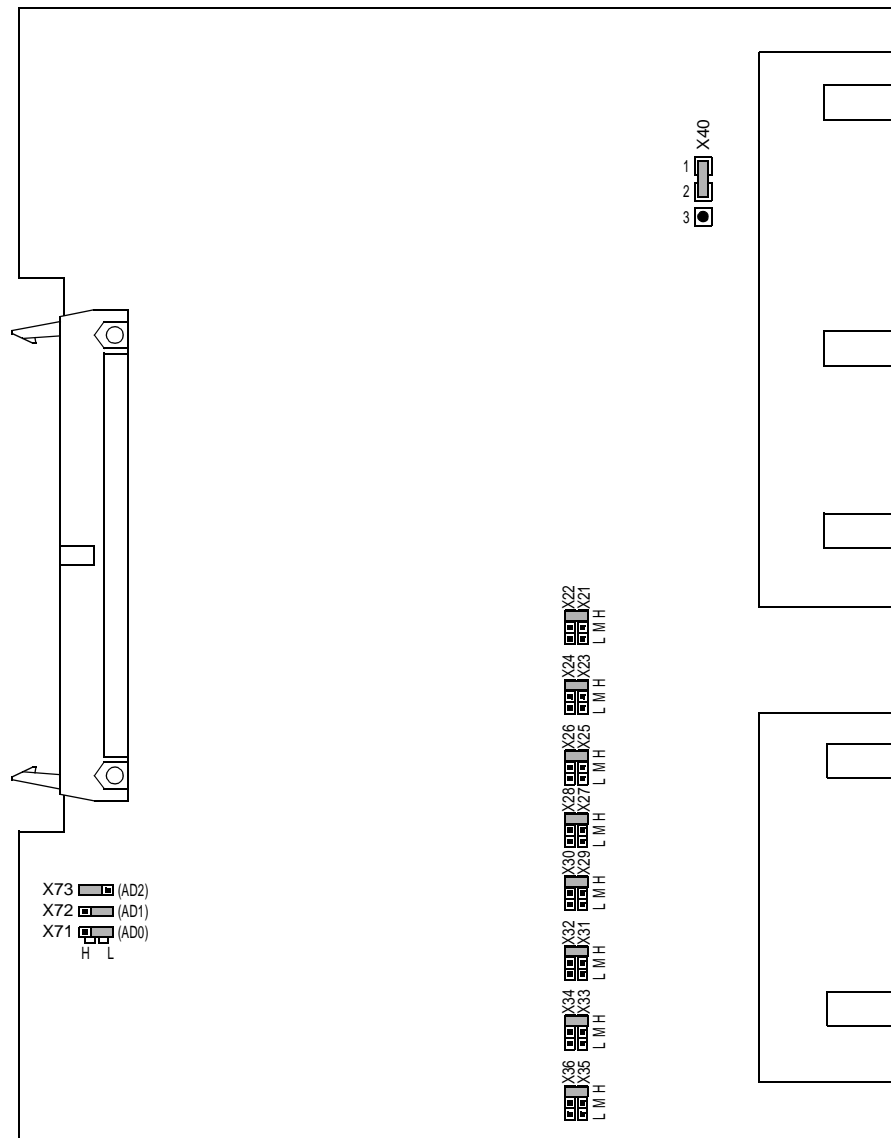 X40
1
2
3
X22 X21
L M H
X24 X23
L M H
X26 X25
L M H
X28 X27
L M H
X30 X29
L M H
X32 X31
L M H
X34 X33
L M H
X36 X35
L M H
X73 (AD2)
X72 (AD1)
X71 (AD0)
H L